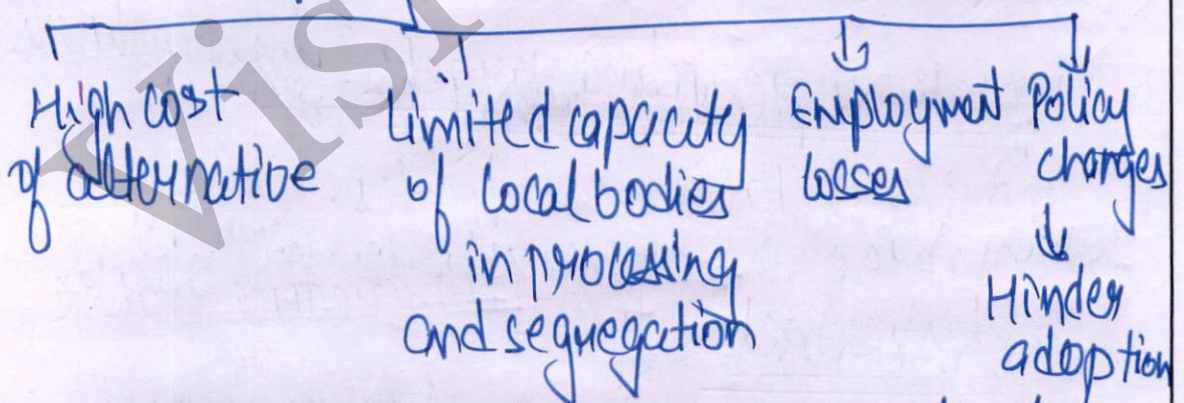 High cost
of alternative
Limited capacity
of local bodies
in processing
and segregation
Employment
losses
Policy
changes
Hinder
adoption